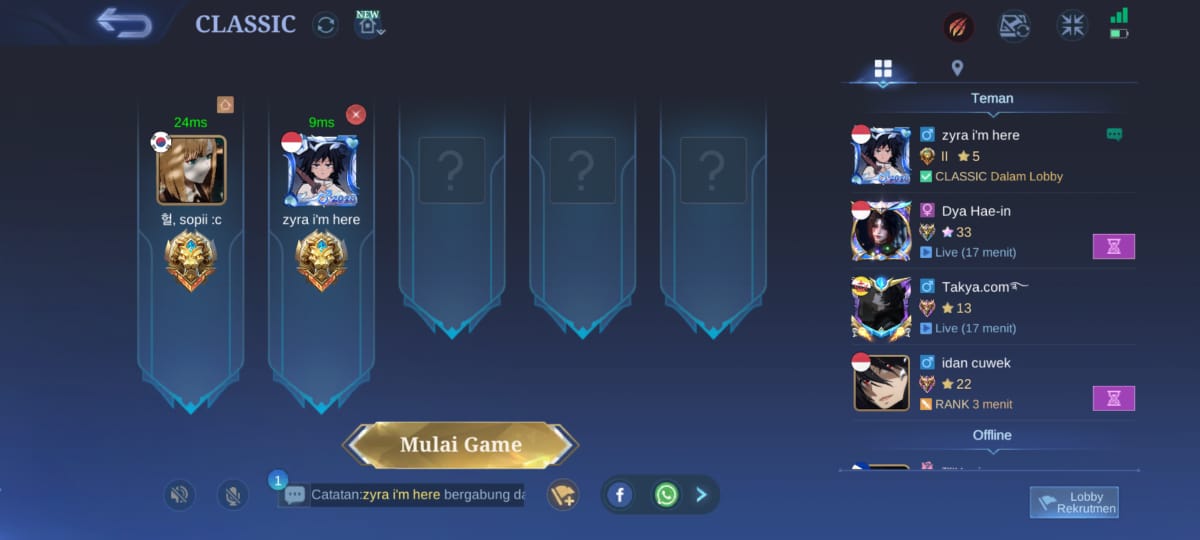 CLASSIC
NEW
24ms
9ms
헐, sopii :c
zyra i'm here
Mulai Game
1
Catatan:zyra i'm here bergabung da
Teman
zyra i'm here
II 5
CLASSIC Dalam Lobby
Dya Hae-in
33
Live (17 menit)
Takya.com
13
Live (17 menit)
idan cuwek
22
RANK 3 menit
Offline
Lobby
Rekrutmen